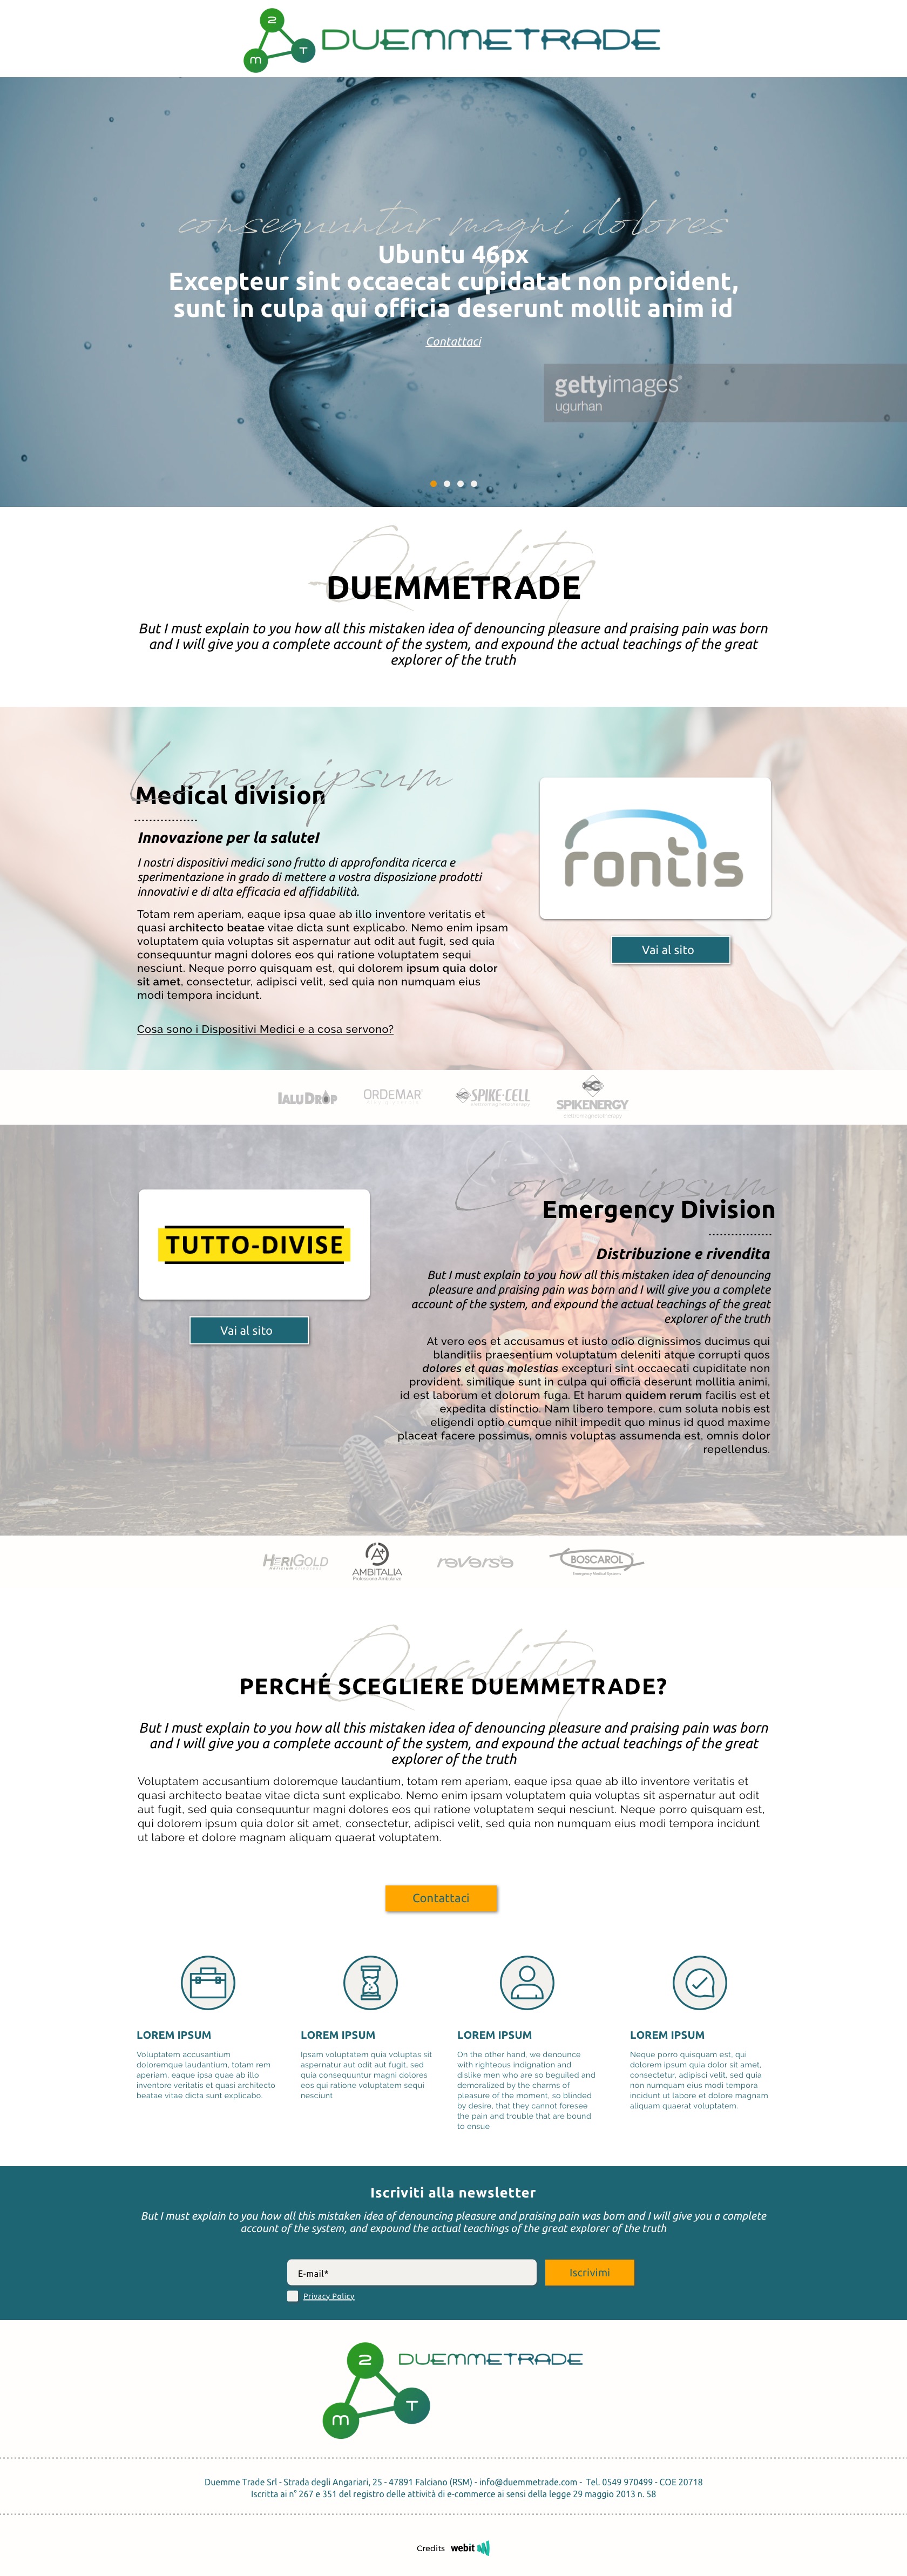 2
m
T
DUEMMETRADE
consequuntur magni dolores
Ubuntu 46px
Excepteur sint occaecat cupidatat non proident,
sunt in culpa qui officia deserunt mollit anim id
Contattaci
gettyimages®
ugurhan
Quality
DUEMMETRADE
But I must explain to you how all this mistaken idea of denouncing pleasure and praising pain was born
and I will give you a complete account of the system, and expound the actual teachings of the great
explorer of the truth
Lorem ipsum
Medical division
Innovazione per la salute!
I nostri dispositivi medici sono frutto di approfondita ricerca e
sperimentazione in grado di mettere a vostra disposizione prodotti
innovativi e di alta efficacia ed affidabilità.
Totam rem aperiam, eaque ipsa quae ab illo inventore veritatis et
quasi architecto beatae vitae dicta sunt explicabo. Nemo enim ipsam
voluptatem quia voluptas sit aspernatur aut odit aut fugit, sed quia
consequuntur magni dolores eos qui ratione voluptatem sequi
nesciunt. Neque porro quisquam est, qui dolorem ipsum quia dolor
sit amet, consectetur, adipisci velit, sed quia non numquam eius
modi tempora incidunt.
Cosa sono i Dispositivi Medici e a cosa servono?
rontis
Vai al sito
IALUDROP
ORDEMAR
SPIKE-CELL
SPIKENERGY
Lorem ipsum
Emergency Division
Distribuzione e rivendita
But I must explain to you how all this mistaken idea of denouncing
pleasure and praising pain was born and I will give you a complete
account of the system, and expound the actual teachings of the great
explorer of the truth
At vero eos et accusamus et iusto odio dignissimos ducimus qui
blanditiis praesentium voluptatum deleniti atque corrupti quos
dolores et quas molestias excepturi sint occaecati cupiditate non
provident, similique sunt in culpa qui officia deserunt mollitia animi,
id est laborum et dolorum fuga. Et harum quidem rerum facilis est et
expedita distinctio. Nam libero tempore, cum soluta nobis est
eligendi optio cumque nihil impedit quo minus id quod maxime
placeat facere possimus, omnis voluptas assumenda est, omnis dolor
repellendus.
TUTTO-DIVISE
Vai al sito
HERIGOLD
A+
AMBITALIA
Professione Ambulanze
reverse
BOSCAROL
Emergency Medical Systems
Quality
PERCHÉ SCEGLIERE DUEMMETRADE?
But I must explain to you how all this mistaken idea of denouncing pleasure and praising pain was born
and I will give you a complete account of the system, and expound the actual teachings of the great
explorer of the truth
Voluptatem accusantium doloremque laudantium, totam rem aperiam, eaque ipsa quae ab illo inventore veritatis et
quasi architecto beatae vitae dicta sunt explicabo. Nemo enim ipsam voluptatem quia voluptas sit aspernatur aut odit
aut fugit, sed quia consequuntur magni dolores eos qui ratione voluptatem sequi nesciunt. Neque porro quisquam est,
qui dolorem ipsum quia dolor sit amet, consectetur, adipisci velit, sed quia non numquam eius modi tempora incidunt
ut labore et dolore magnam aliquam quaerat voluptatem.
Contattaci
LOREM IPSUM
Voluptatem accusantium
doloremque laudantium, totam rem
aperiam, eaque ipsa quae ab illo
inventore veritatis et quasi architecto
beatae vitae dicta sunt explicabo.
LOREM IPSUM
Ipsam voluptatem quia voluptas sit
aspernatur aut odit aut fugit, sed
quia consequuntur magni dolores
eos qui ratione voluptatem sequi
nesciunt
LOREM IPSUM
On the other hand, we denounce
with righteous indignation and
dislike men who are so beguiled and
demoralized by the charms of
pleasure of the moment, so blinded
by desire, that they cannot foresee
the pain and trouble that are bound
to ensue
LOREM IPSUM
Neque porro quisquam est, qui
dolorem ipsum quia dolor sit amet,
consectetur, adipisci velit, sed quia
non numquam eius modi tempora
incidunt ut labore et dolore magnam
aliquam quaerat voluptatem.
Iscriviti alla newsletter
But I must explain to you how all this mistaken idea of denouncing pleasure and praising pain was born and I will give you a complete
account of the system, and expound the actual teachings of the great explorer of the truth
E-mail*
Iscrivimi
Privacy Policy
2
m
T
DUEMMETRADE
Duemme Trade Srl - Strada degli Angariari, 25 - 47891 Falciano (RSM) - info@duemmetrade.com - Tel. 0549 970499 - COE 20718
Iscritta ai n° 267 e 351 del registro delle attività di e-commerce ai sensi della legge 29 maggio 2013 n. 58
Credits webit